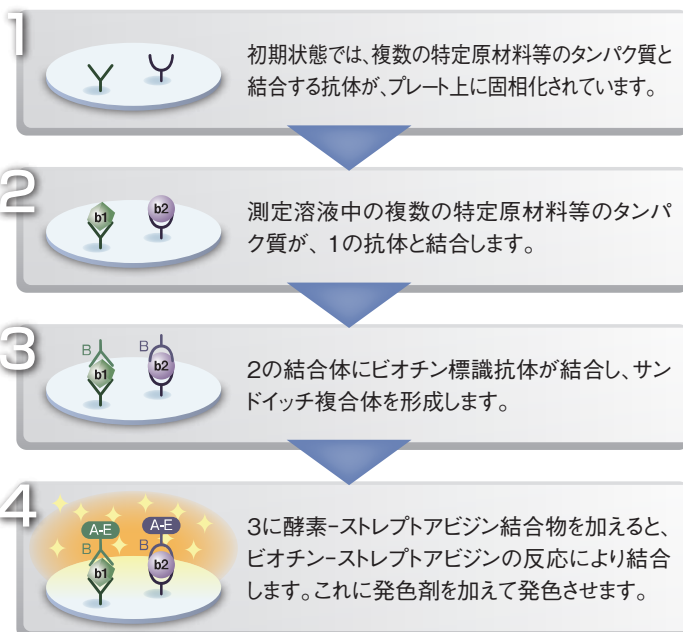 1
初期状態では、複数の特定原材料等のタンパク質と
結合する抗体が、プレート上に固相化されています。
2
b1 b2
測定溶液中の複数の特定原材料等のタンパ
ク質が、1の抗体と結合します。
3
B B
b1 b2
2の結合体にビオチン標識抗体が結合し、サン
ドイッチ複合体を形成します。
4
A-E A-E
B B
b1 b2
3に酵素-ストレプトアビジン結合物を加えると、
ビオチン-ストレプトアビジンの反応により結合
します。これに発色剤を加えて発色させます。